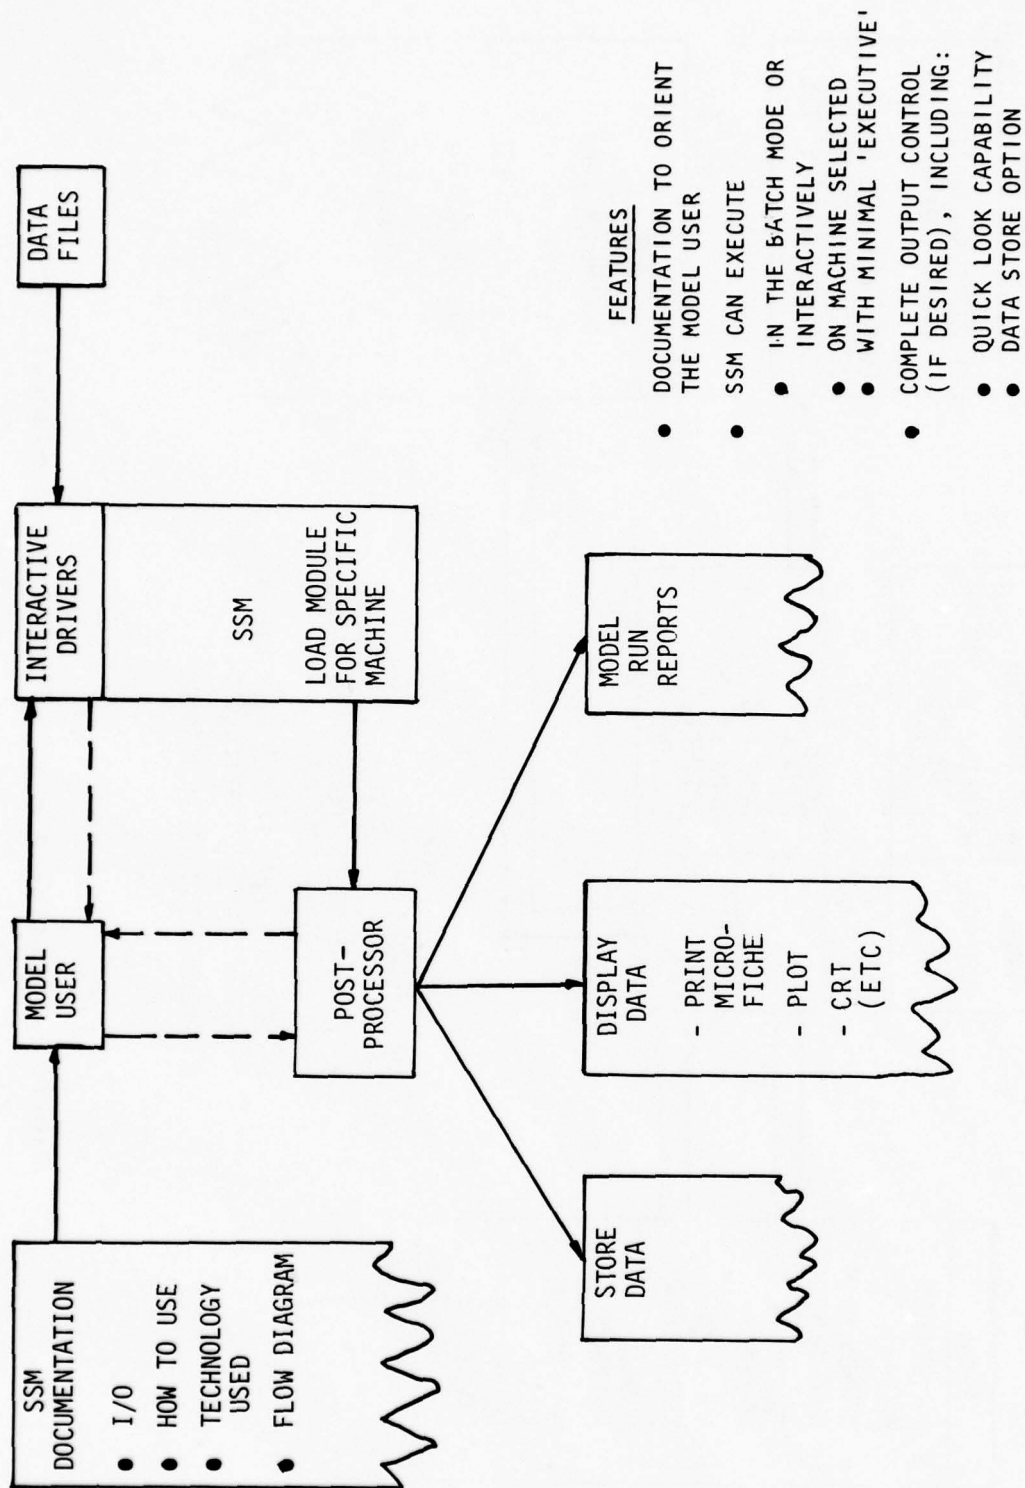 SSM
DOCUMENTATION
● I/O
● HOW TO USE
● TECHNOLOGY
USED
● FLOW DIAGRAM
MODEL
USER
INTERACTIVE
DRIVERS
SSM
LOAD MODULE
FOR SPECIFIC
MACHINE
DATA
FILES
POST-
PROCESSOR
STORE
DATA
DISPLAY
DATA
- PRINT
MICRO-
FICHE
- PLOT
- CRT
(ETC)
MODEL
RUN
REPORTS
FEATURES
● DOCUMENTATION TO ORIENT
THE MODEL USER
● SSM CAN EXECUTE
● IN THE BATCH MODE OR
INTERACTIVELY
● ON MACHINE SELECTED
● WITH MINIMAL 'EXECUTIVE'
● COMPLETE OUTPUT CONTROL
(IF DESIRED), INCLUDING:
● QUICK LOOK CAPABILITY
● DATA STORE OPTION